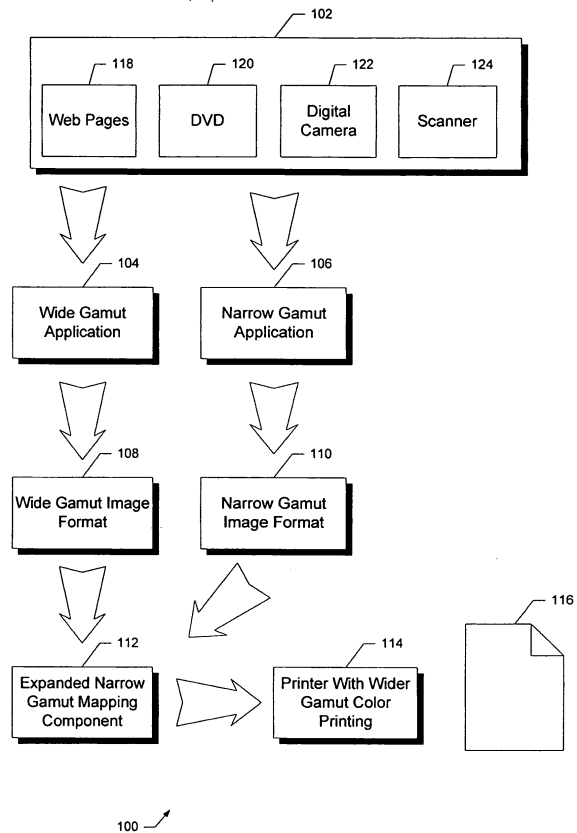 102
118
120
122
124
Web Pages
DVD
Digital
Camera
Scanner
104
106
Wide Gamut
Application
Narrow Gamut
Application
108
110
Wide Gamut Image
Format
Narrow Gamut
Image Format
112
114
116
Expanded Narrow
Gamut Mapping
Component
Printer With Wider
Gamut Color
Printing
100